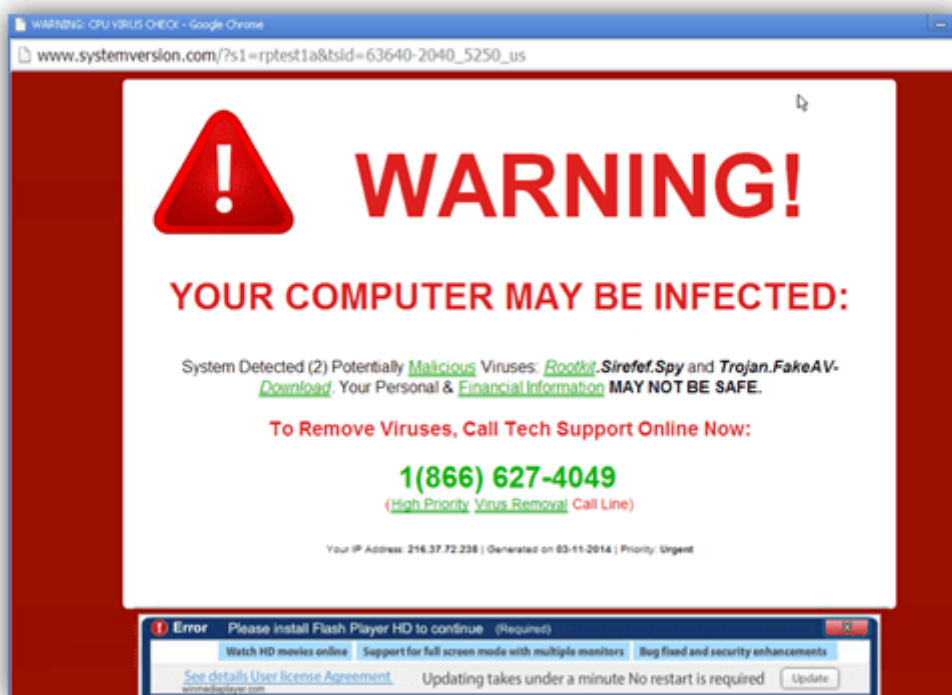 WARNING: CPU VIRUS CHECK - Google Chrome
www.systemversion.com/?s1=rptest1a&tsid=63640-2040_5250_us
WARNING!
YOUR COMPUTER MAY BE INFECTED:
System Detected (2) Potentially Malicious Viruses: Rootkit.Sirefef.Spy and Trojan.FakeAV-
Download. Your Personal & Financial Information MAY NOT BE SAFE.
To Remove Viruses, Call Tech Support Online Now:
1(866) 627-4049
(High Priority Virus Removal Call Line)
Your IP Address: 216.37.72.238 | Generated on 03-11-2014 | Priority: Urgent
Error Please install Flash Player HD to continue (Required)
Watch HD movies online Support for full screen mode with multiple monitors Bug fixed and security enhancements
See details User license Agreement Updating takes under a minute No restart is required Update
winmediaplayer.com